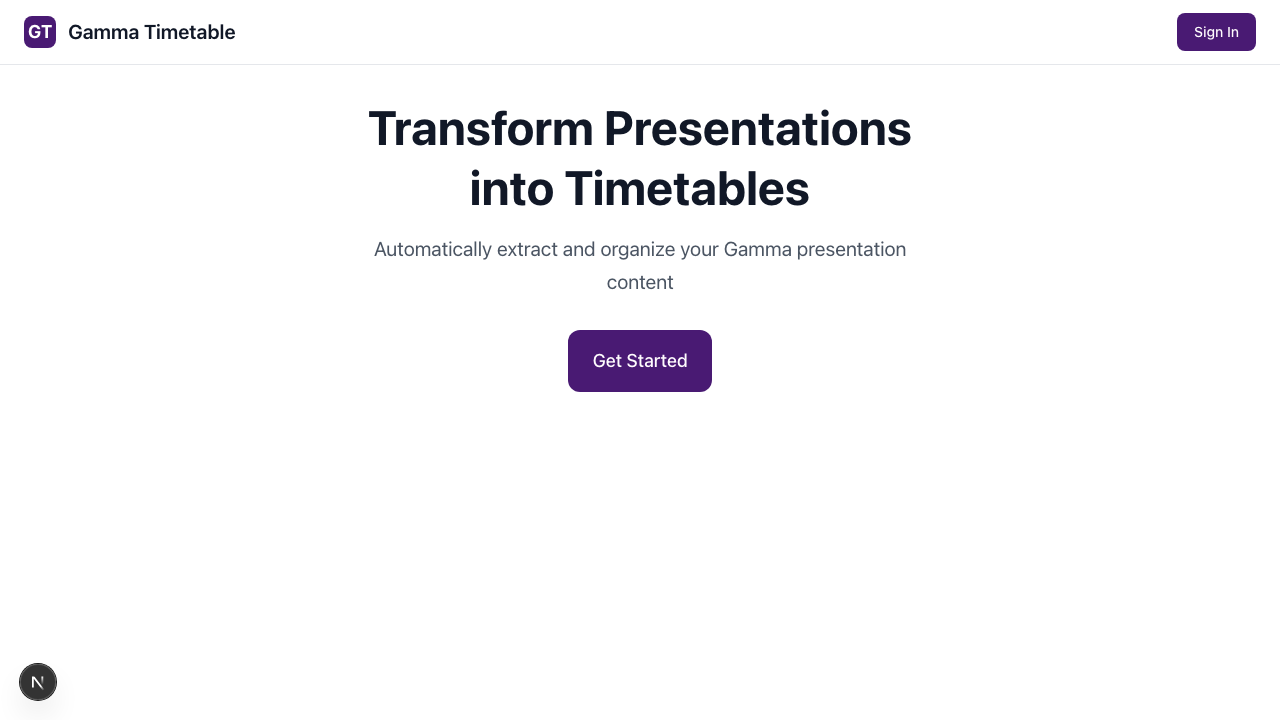 GT Gamma Timetable
Sign In
Transform Presentations
into Timetables
Automatically extract and organize your Gamma presentation
content
Get Started
N